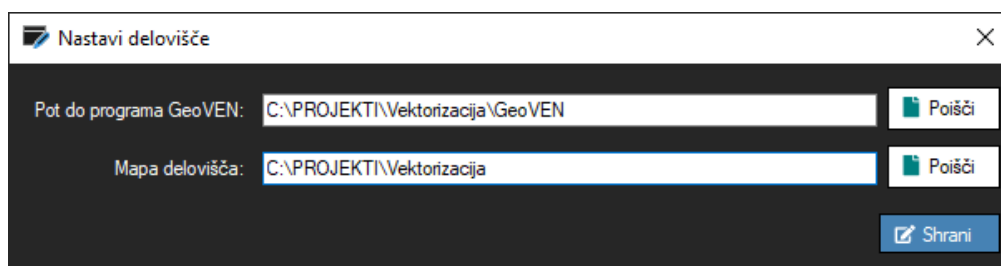 Nastavi delovišče
Pot do programa GeoVEN: C:\PROJEKTI\Vektorizacija\GeoVEN Poišči
Mapa delovišča: C:\PROJEKTI\Vektorizacija Poišči
Shrani